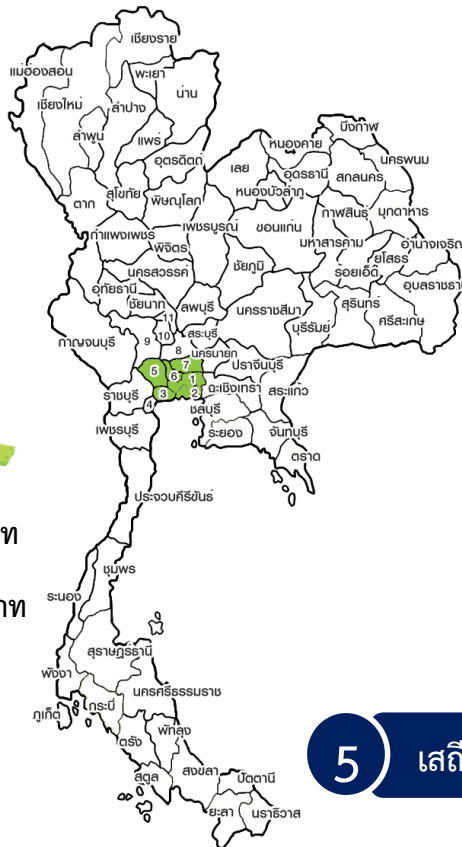 เชียงราย
แม่ฮ่องสอน
พะเยา
น่าน
เชียงใหม่
ลำปาง
ลำพูน
แพร่
บึงกาฬ
หนองคาย
นครพนม
อุตรดิตถ์
เลย
อุดรธานี
สกลนคร
ตาก
สุโขทัย
พิษณุโลก
หนองบัวลำภู
กาฬสินธุ์
มุกดาหาร
กำแพงเพชร
เพชรบูรณ์
ขอนแก่น
พิจิตร
มหาสารคาม
อำนาจเจริญ
ยโสธร
นครสวรรค์
ชัยภูมิ
ร้อยเอ็ด
อุทัยธานี
ชัยนาท
ลพบุรี
นครราชสีมา
สุรินทร์
อุบลราชธานี
บุรีรัมย์
ศรีสะเกษ
11
สระบุรี
กาญจนบุรี
9
10
8
นครนายก
ปราจีนบุรี
5
7
6
1
ฉะเชิงเทรา
สระแก้ว
ราชบุรี
3
2
4
ชลบุรี
เพชรบุรี
ระยอง
จันทบุรี
ตราด
ประจวบคีรีขันธ์
ชุมพร
ระนอง
สุราษฎร์ธานี
พังงา
นครศรีธรรมราช
ภูเก็ต
กระบี่
ตรัง
พัทลุง
สตูล
สงขลา
ปัตตานี
ยะลา
นราธิวาส
5